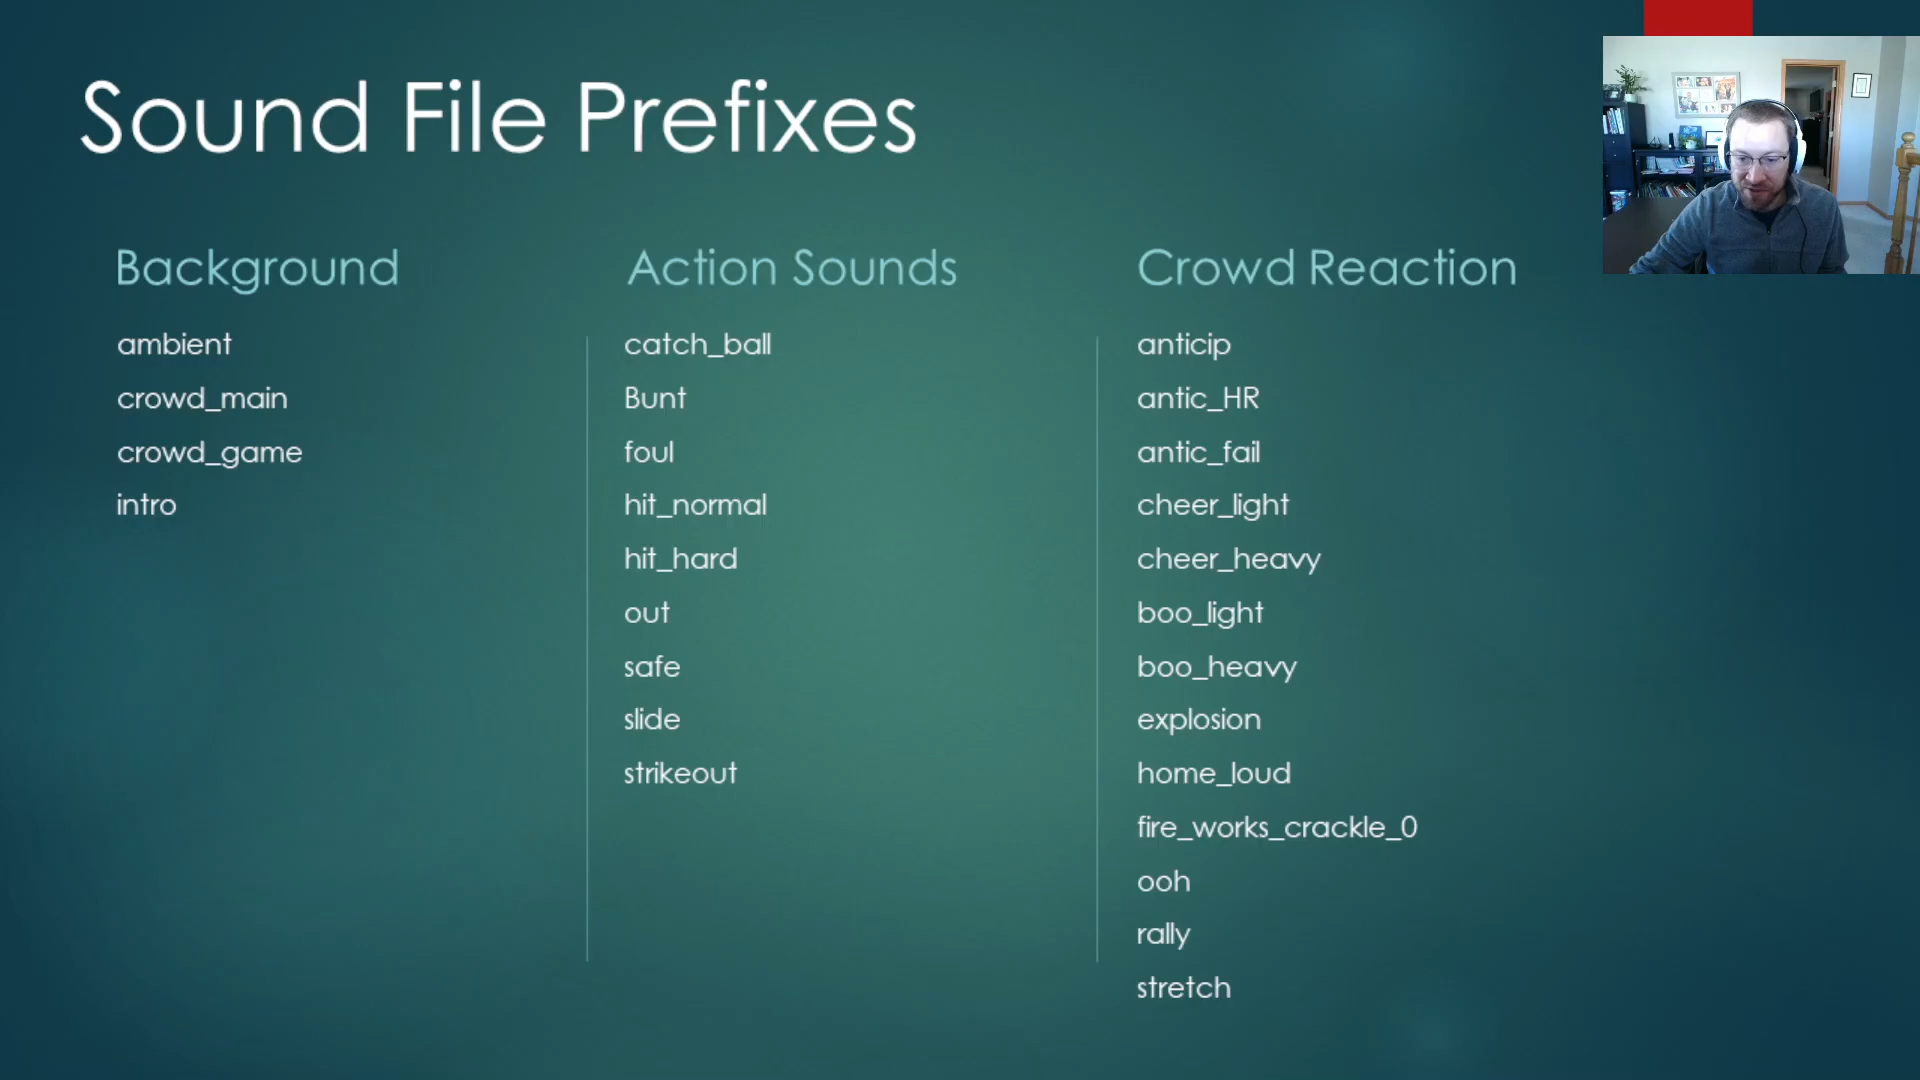 Sound File Prefixes
Background
ambient
crowd_main
crowd_game
intro
Action Sounds
catch_ball
Bunt
foul
hit_normal
hit_hard
out
safe
slide
strikeout
Crowd Reaction
anticip
antic_HR
antic_fail
cheer_light
cheer_heavy
boo_light
boo_heavy
explosion
home_loud
fire_works_crackle_0
ooh
rally
stretch